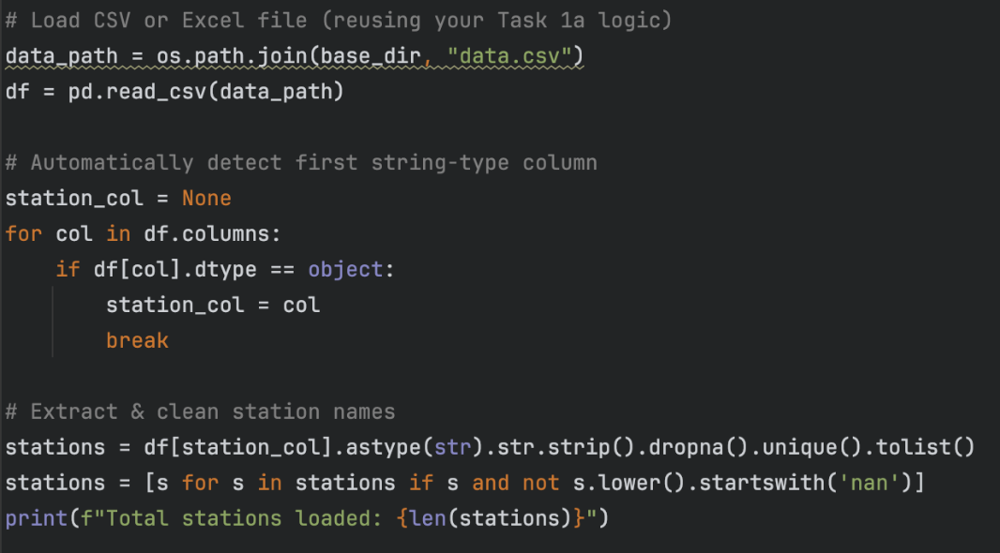 # Load CSV or Excel file (reusing your Task 1a logic)
data_path = os.path.join(base_dir, "data.csv")
df = pd.read_csv(data_path)
# Automatically detect first string-type column
station_col = None
for col in df.columns:
    if df[col].dtype == object:
        station_col = col
        break
# Extract & clean station names
stations = df[station_col].astype(str).str.strip().dropna().unique().tolist()
stations = [s for s in stations if s and not s.lower().startswith('nan')]
print(f"Total stations loaded: {len(stations)}")